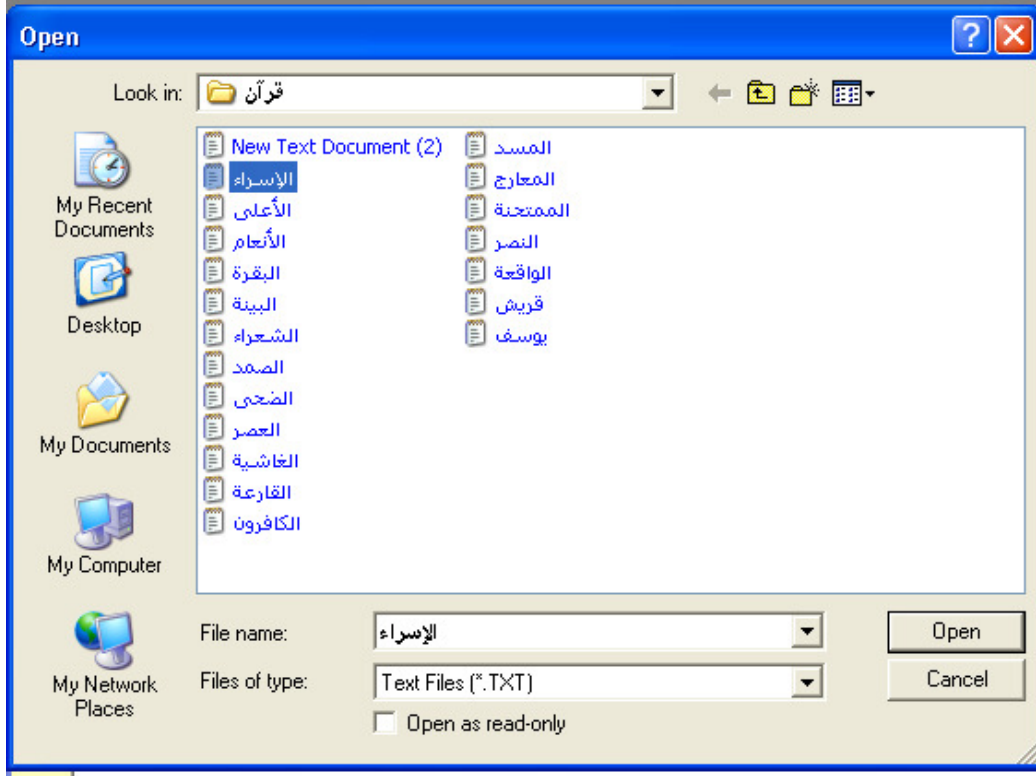 Open
Look in:
قرآن
My Recent
Documents
Desktop
My Documents
My Computer
My Network
Places
New Text Document (2)
الإسراء
الأعلى
الأنعام
البقرة
البينة
الشعراء
الصمد
الضحى
العصر
الغاشية
القارعة
الكافرون
المسد
المعارج
الممتحنة
النصر
الواقعة
قريش
يوسف
File name:
الإسراء
Open
Files of type:
Text Files (*.TXT)
Cancel
Open as read-only